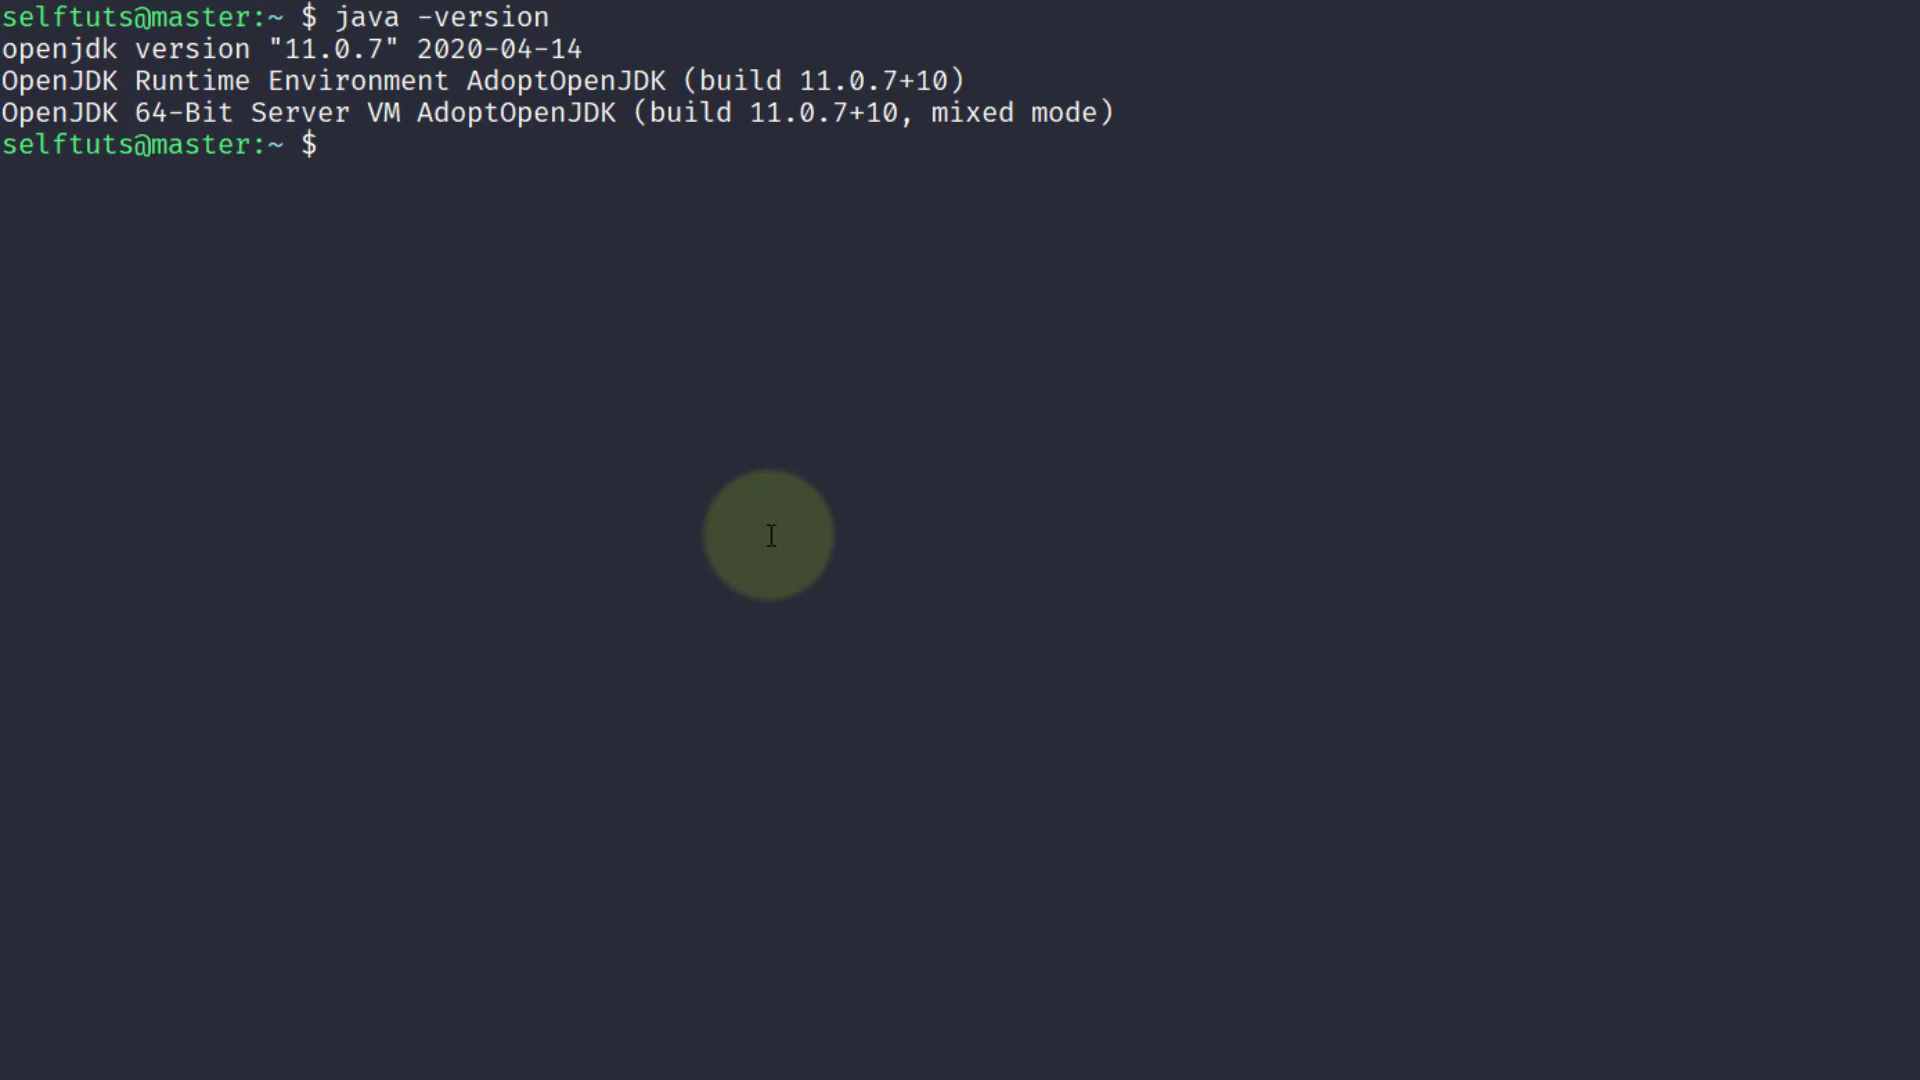 selftuts@master:~ $ java -version
openjdk version "11.0.7" 2020-04-14
OpenJDK Runtime Environment AdoptOpenJDK (build 11.0.7+10)
OpenJDK 64-Bit Server VM AdoptOpenJDK (build 11.0.7+10, mixed mode)
selftuts@master:~ $